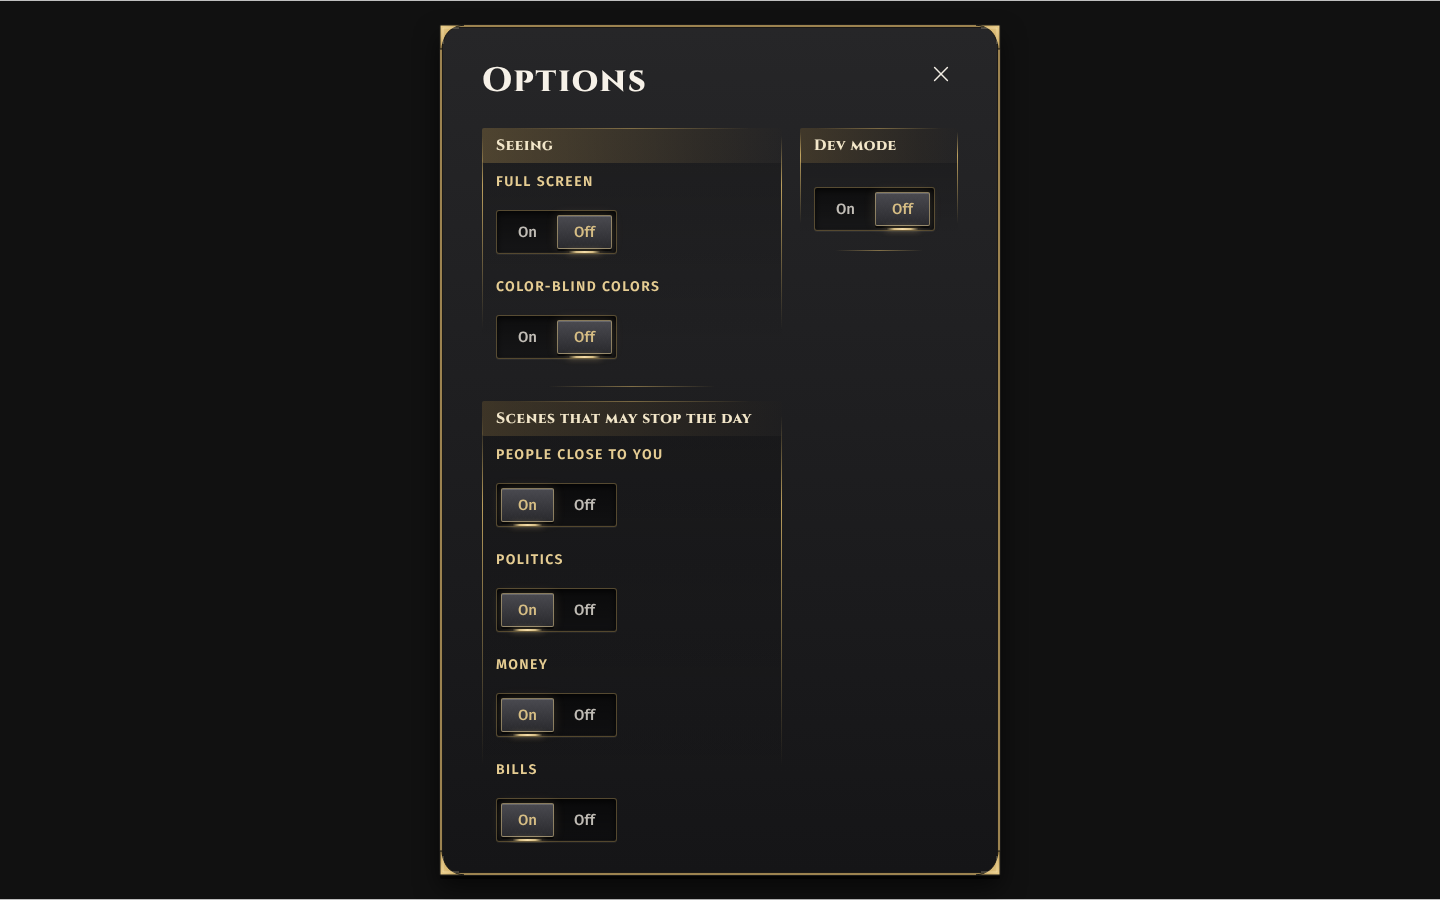 Options
Seeing
FULL SCREEN
On Off
COLOR-BLIND COLORS
On Off
Scenes that may stop the day
PEOPLE CLOSE TO YOU
On Off
POLITICS
On Off
MONEY
On Off
BILLS
On Off
Dev mode
On Off